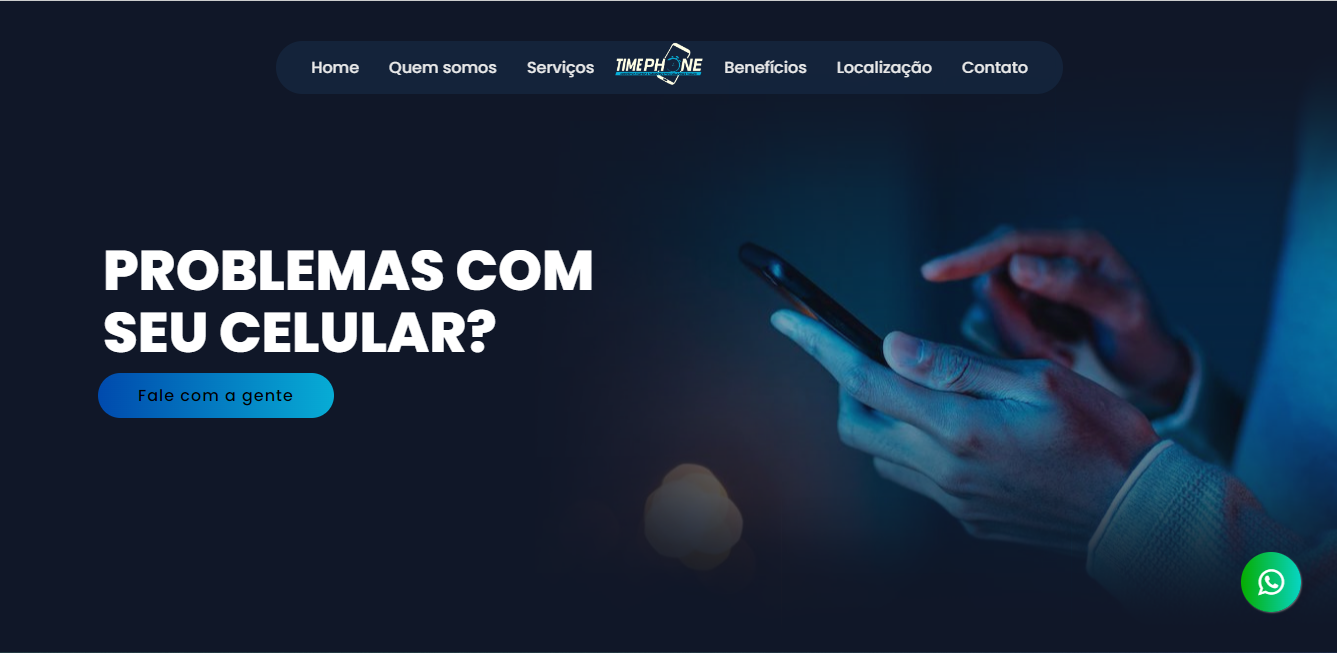 Home Quem somos Serviços TIMEPHONE Benefícios Localização Contato
PROBLEMAS COM
SEU CELULAR?
Fale com a gente